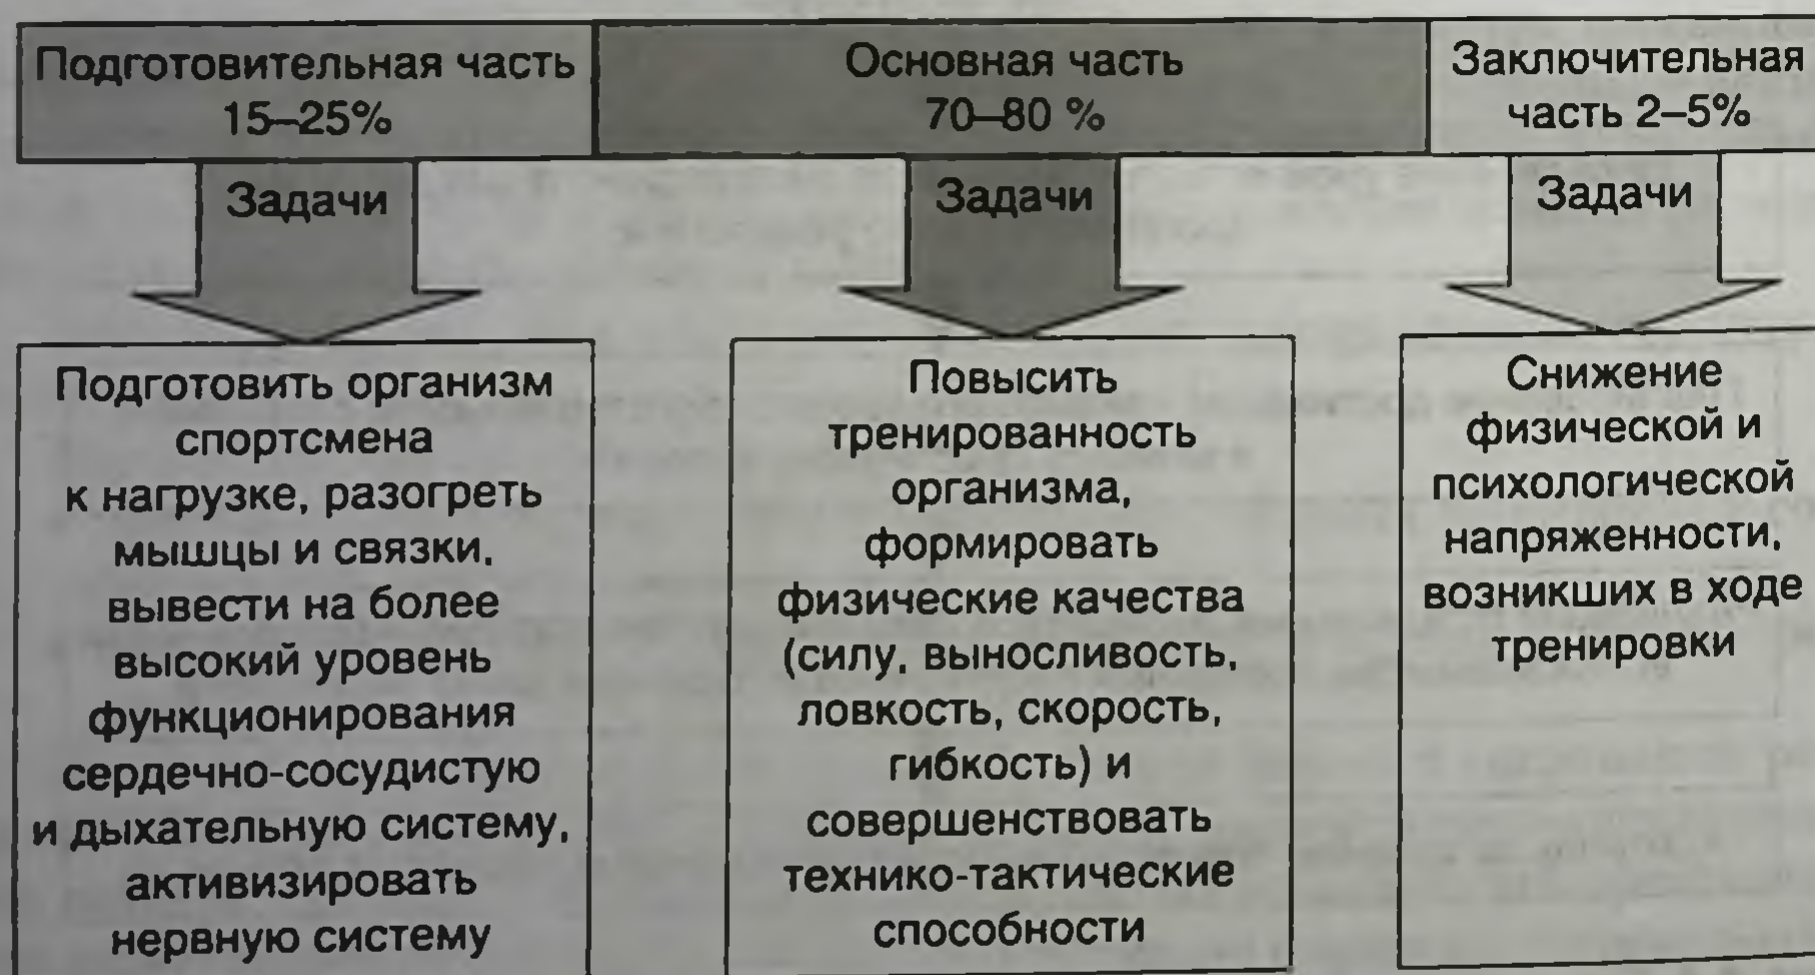 Подготовительная часть
15–25%
Основная часть
70–80 %
Заключительная
часть 2–5%
Задачи
Задачи
Задачи
Подготовить организм
спортсмена
к нагрузке, разогреть
мышцы и связки,
вывести на более
высокий уровень
функционирования
сердечно-сосудистую
и дыхательную систему,
активизировать
нервную систему
Повысить
тренированность
организма,
формировать
физические качества
(силу, выносливость,
ловкость, скорость,
гибкость) и
совершенствовать
технико-тактические
способности
Снижение
физической и
психологической
напряженности,
возникших в ходе
тренировки